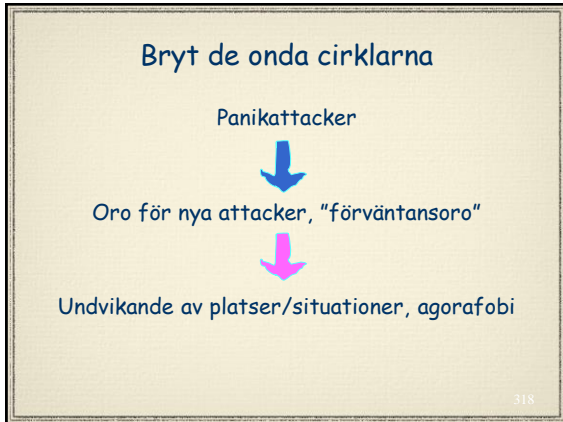 Bryt de onda cirklarna
Panikattacker
Oro för nya attacker, ”förväntansoro”
Undvikande av platser/situationer, agorafobi
318